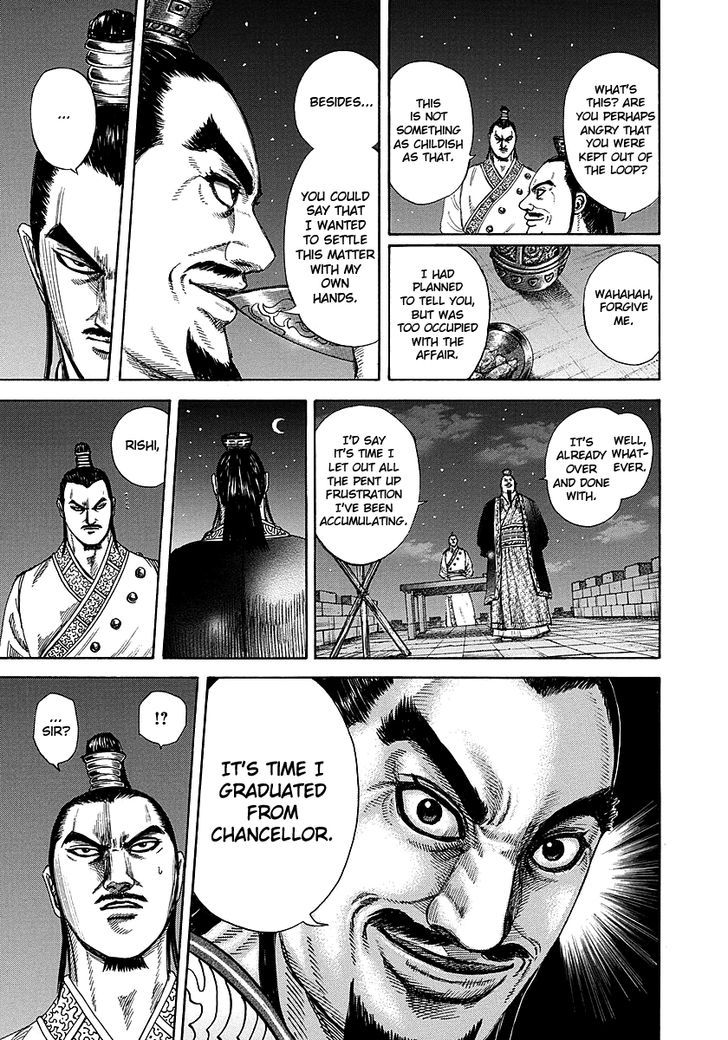 WHAT'S
THIS? ARE
YOU PERHAPS
ANGRY THAT
YOU WERE
KEPT OUT OF
THE LOOP?
THIS
IS NOT
SOMETHING
AS CHILDISH
AS THAT.
WAHAHAH,
FORGIVE
ME.
I HAD
PLANNED
TO TELL YOU,
BUT WAS
TOO OCCUPIED
WITH THE
AFFAIR.
BESIDES...
YOU COULD
SAY THAT I
WANTED
TO SETTLE
THIS MATTER
WITH MY
OWN
HANDS.
...
WELL,
WHAT-
EVER.
IT'S
ALREADY
OVER
AND DONE
WITH.
I'D SAY
IT'S TIME I
LET OUT ALL
THE PENT UP
FRUSTRATION
I'VE BEEN
ACCUMULATING.
RISHI,
IT'S TIME I
GRADUATED
FROM
CHANCELLOR.
!?
...
SIR?